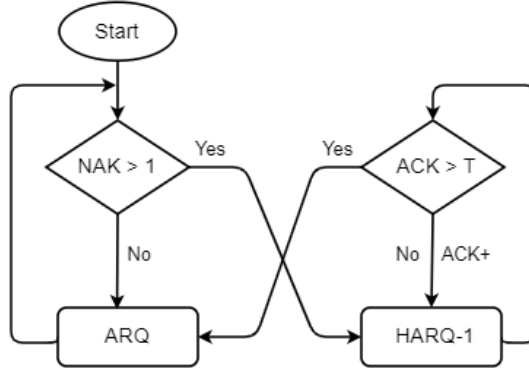 Start
NAK > 1
Yes
Yes
ACK > T
No
No ACK+
ARQ
HARQ-1